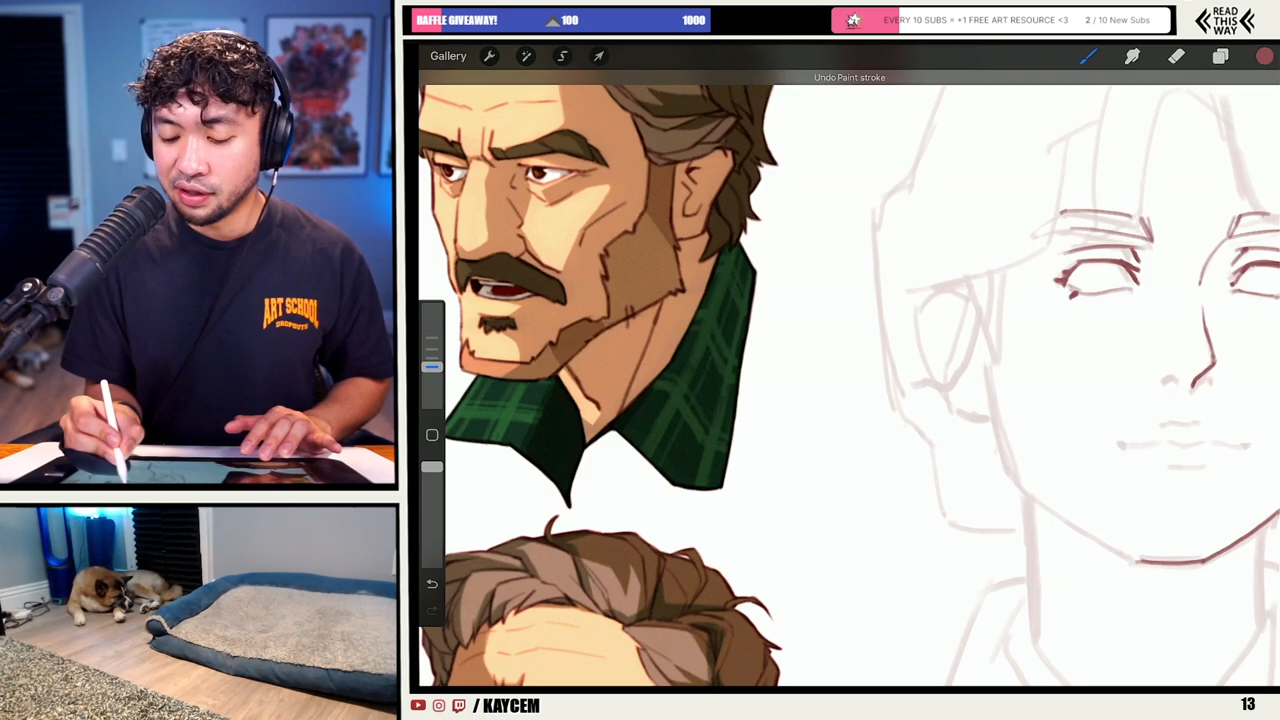 RAFFLE GIVEAWAY!
100
1000
EVERY 10 SUBS = +1 FREE ART RESOURCE <3
2 / 10 New Subs
READ
THIS
WAY
Gallery
Undo Paint stroke
ART SCHOOL
DROPOUTS
/ KAYCEM
13